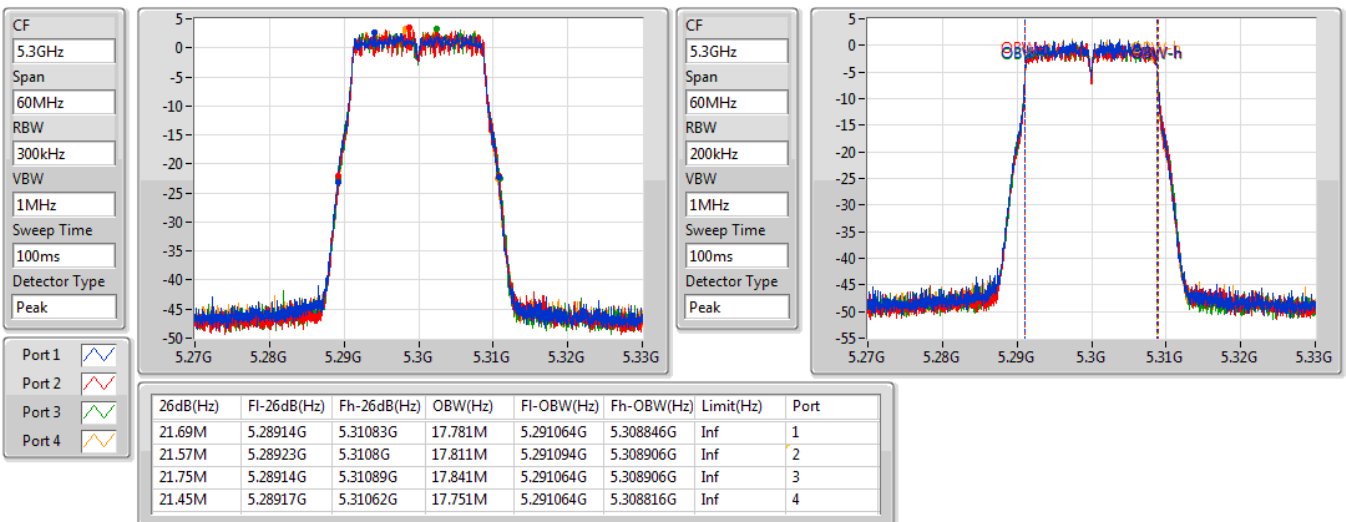 CF
5.3GHz
Span
60MHz
RBW
300kHz
VBW
1MHz
Sweep Time
100ms
Detector Type
Peak
5
0
-5
-10
-15
-20
-25
-30
-35
-40
-45
-50
5.27G 5.28G 5.29G 5.3G 5.31G 5.32G 5.33G
CF
5.3GHz
Span
60MHz
RBW
200kHz
VBW
1MHz
Sweep Time
100ms
Detector Type
Peak
5
0
-5
-10
-15
-20
-25
-30
-35
-40
-45
-50
-55
OBW-h
5.27G 5.28G 5.29G 5.3G 5.31G 5.32G 5.33G
Port 1
Port 2
Port 3
Port 4
26dB(Hz) Fl-26dB(Hz) Fh-26dB(Hz) OBW(Hz) Fl-OBW(Hz) Fh-OBW(Hz) Limit(Hz) Port
21.69M 5.28914G 5.31083G 17.781M 5.291064G 5.308846G Inf 1
21.57M 5.28923G 5.3108G 17.811M 5.291094G 5.308906G Inf 2
21.75M 5.28914G 5.31089G 17.841M 5.291064G 5.308906G Inf 3
21.45M 5.28917G 5.31062G 17.751M 5.291064G 5.308816G Inf 4